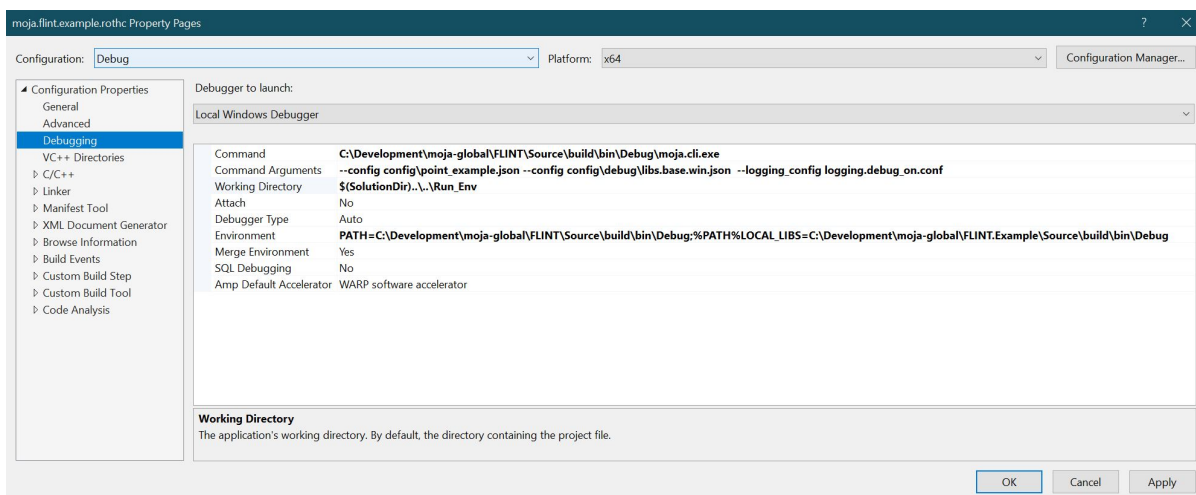 moja.flint.example.rothc Property Pages ? ✕
Configuration: Debug Platform: x64 Configuration Manager...
Configuration Properties
General
Advanced
Debugging
VC++ Directories
C/C++
Linker
Manifest Tool
XML Document Generator
Browse Information
Build Events
Custom Build Step
Custom Build Tool
Code Analysis
Debugger to launch:
Local Windows Debugger
Command C:\Development\moja-global\FLINT\Source\build\bin\Debug\moja.cli.exe
Command Arguments --config config\point_example.json --config config\debug\libs.base.win.json --logging_config logging.debug_on.conf
Working Directory $(SolutionDir)..\..\Run_Env
Attach No
Debugger Type Auto
Environment PATH=C:\Development\moja-global\FLINT\Source\build\bin\Debug;%PATH%LOCAL_LIBS=C:\Development\moja-global\FLINT.Example\Source\build\bin\Debug
Merge Environment Yes
SQL Debugging No
Amp Default Accelerator WARP software accelerator
Working Directory
The application's working directory. By default, the directory containing the project file.
OK Cancel Apply